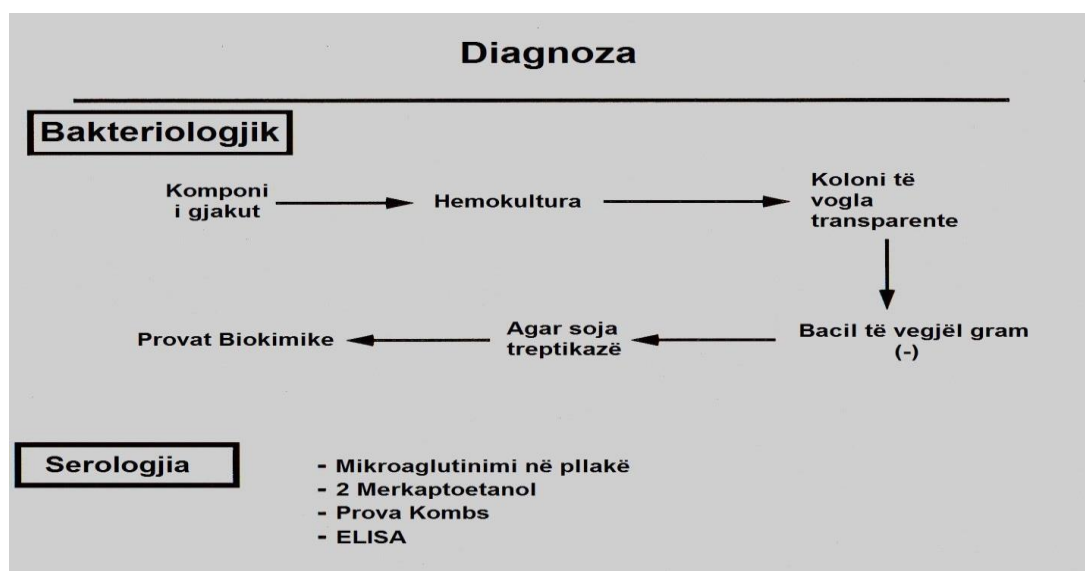 Diagnoza
Bakteriologjik
Komponi
i gjakut
Hemokultura
Koloni të
vogla
transparente
Bacil të vegjël gram
(-)
Agar soja
treptikazë
Provat Biokimike
Serologjia
- Mikroaglutinimi në pllakë
- 2 Merkaptoetanol
- Prova Kombs
- ELISA